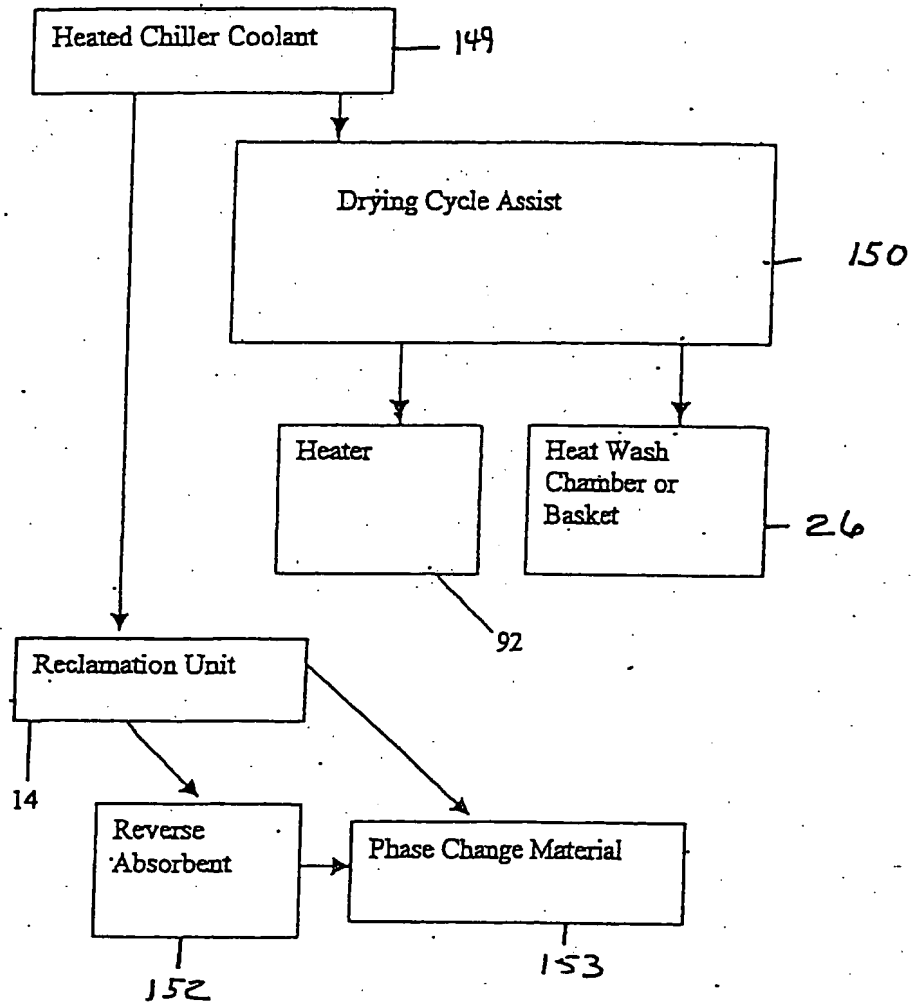 Heated Chiller Coolant
149
Drying Cycle Assist
150
Heater
Heat Wash
Chamber or
Basket
26
92
Reclamation Unit
14
Reverse
Absorbent
Phase Change Material
152
153